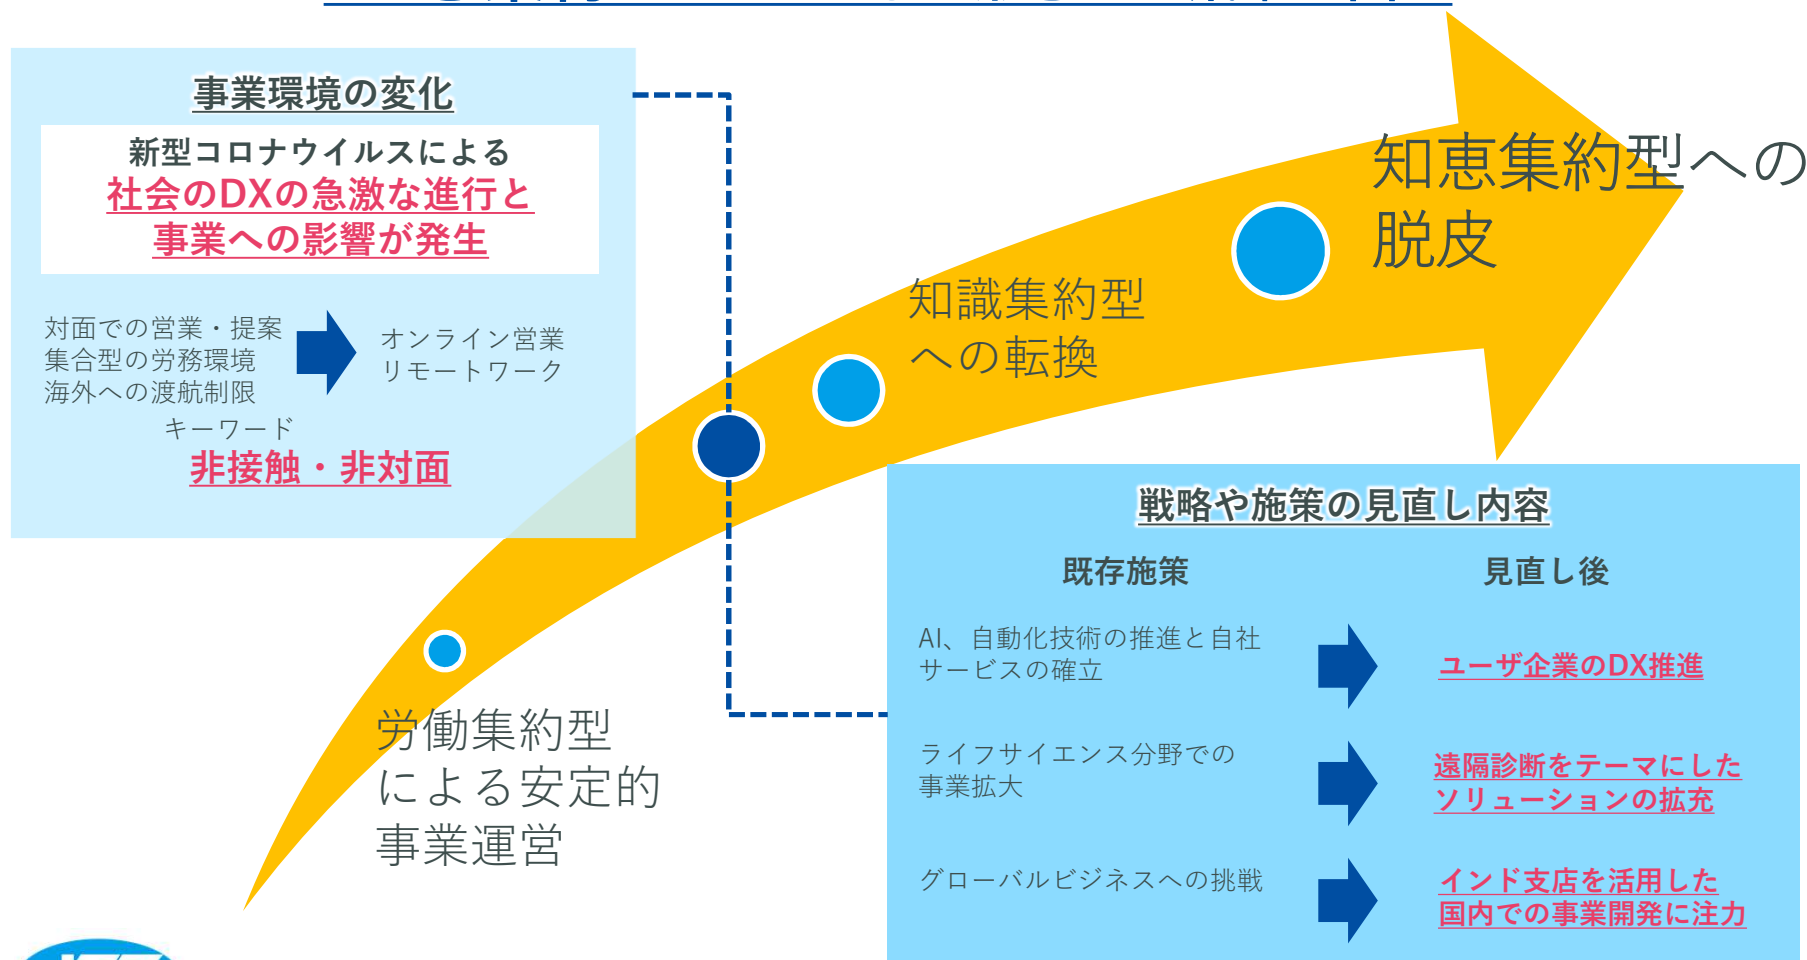 事業環境の変化
新型コロナウイルスによる
社会のDXの急激な進行と
事業への影響が発生
対面での営業・提案
集合型の労務環境
海外への渡航制限
オンライン営業
リモートワーク
キーワード
非接触・非対面
知恵集約型への
脱皮
知識集約型
への転換
労働集約型
による安定的
事業運営
戦略や施策の見直し内容
既存施策
見直し後
AI、自動化技術の推進と自社
サービスの確立
ユーザ企業のDX推進
ライフサイエンス分野での
事業拡大
遠隔診断をテーマにした
ソリューションの拡充
グローバルビジネスへの挑戦
インド支店を活用した
国内での事業開発に注力